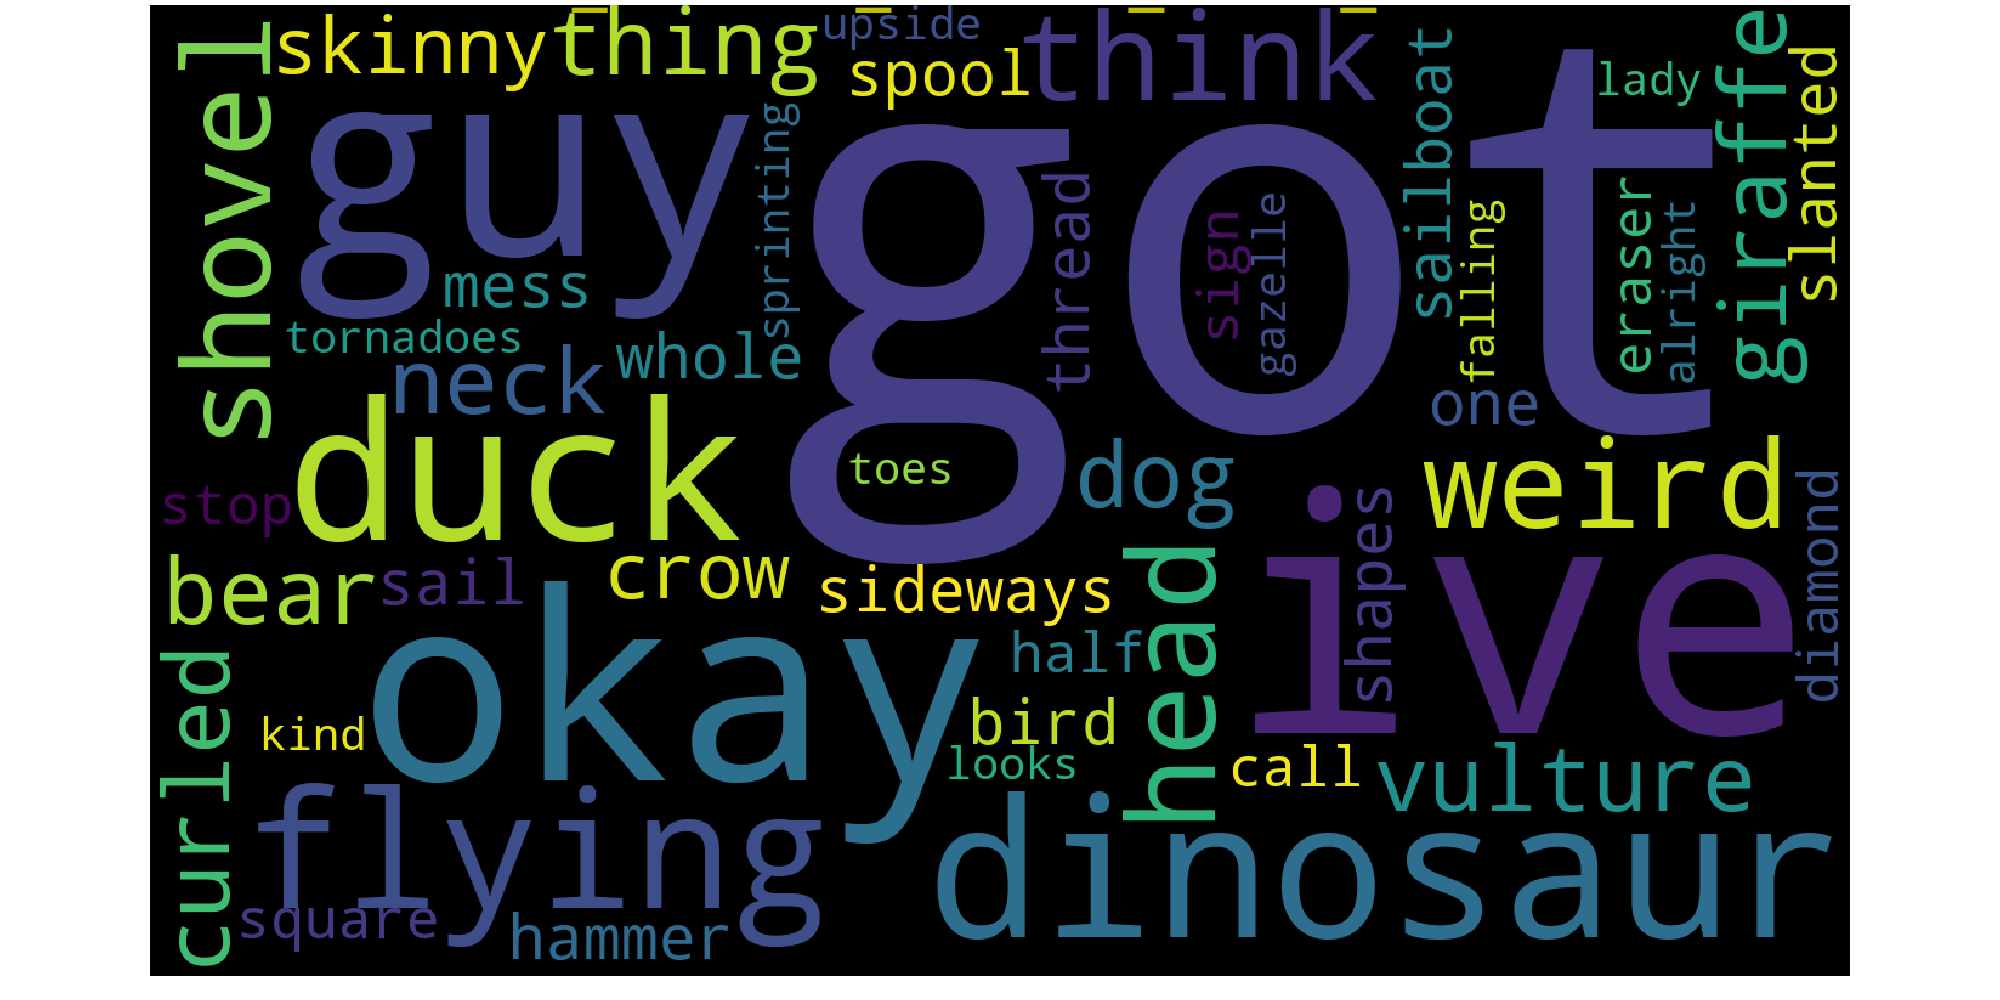 shovel
skinny
thing
upside
spool
think
sailboat
lady
giraffe
slanted
guy
sprinting
got
thread
sign
gazelle
falling
eraser
alright
mess
tornadoes
whole
neck
one
duck
toes
dog
weird
stop
ive
shapes
diamond
bear
sail
crow
sideways
head
okay
half
curled
kind
bird
looks
call
vulture
flying
dinosaur
square
hammer